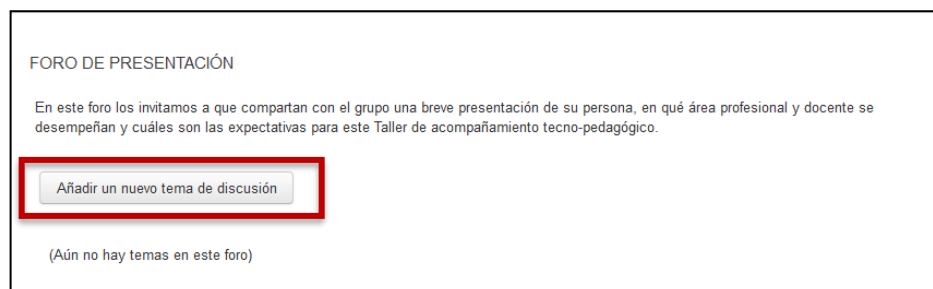 FORO DE PRESENTACIÓN
En este foro los invitamos a que compartan con el grupo una breve presentación de su persona, en qué área profesional y docente se
desempeñan y cuáles son las expectativas para este Taller de acompañamiento tecno-pedagógico.
Añadir un nuevo tema de discusión
(Aún no hay temas en este foro)